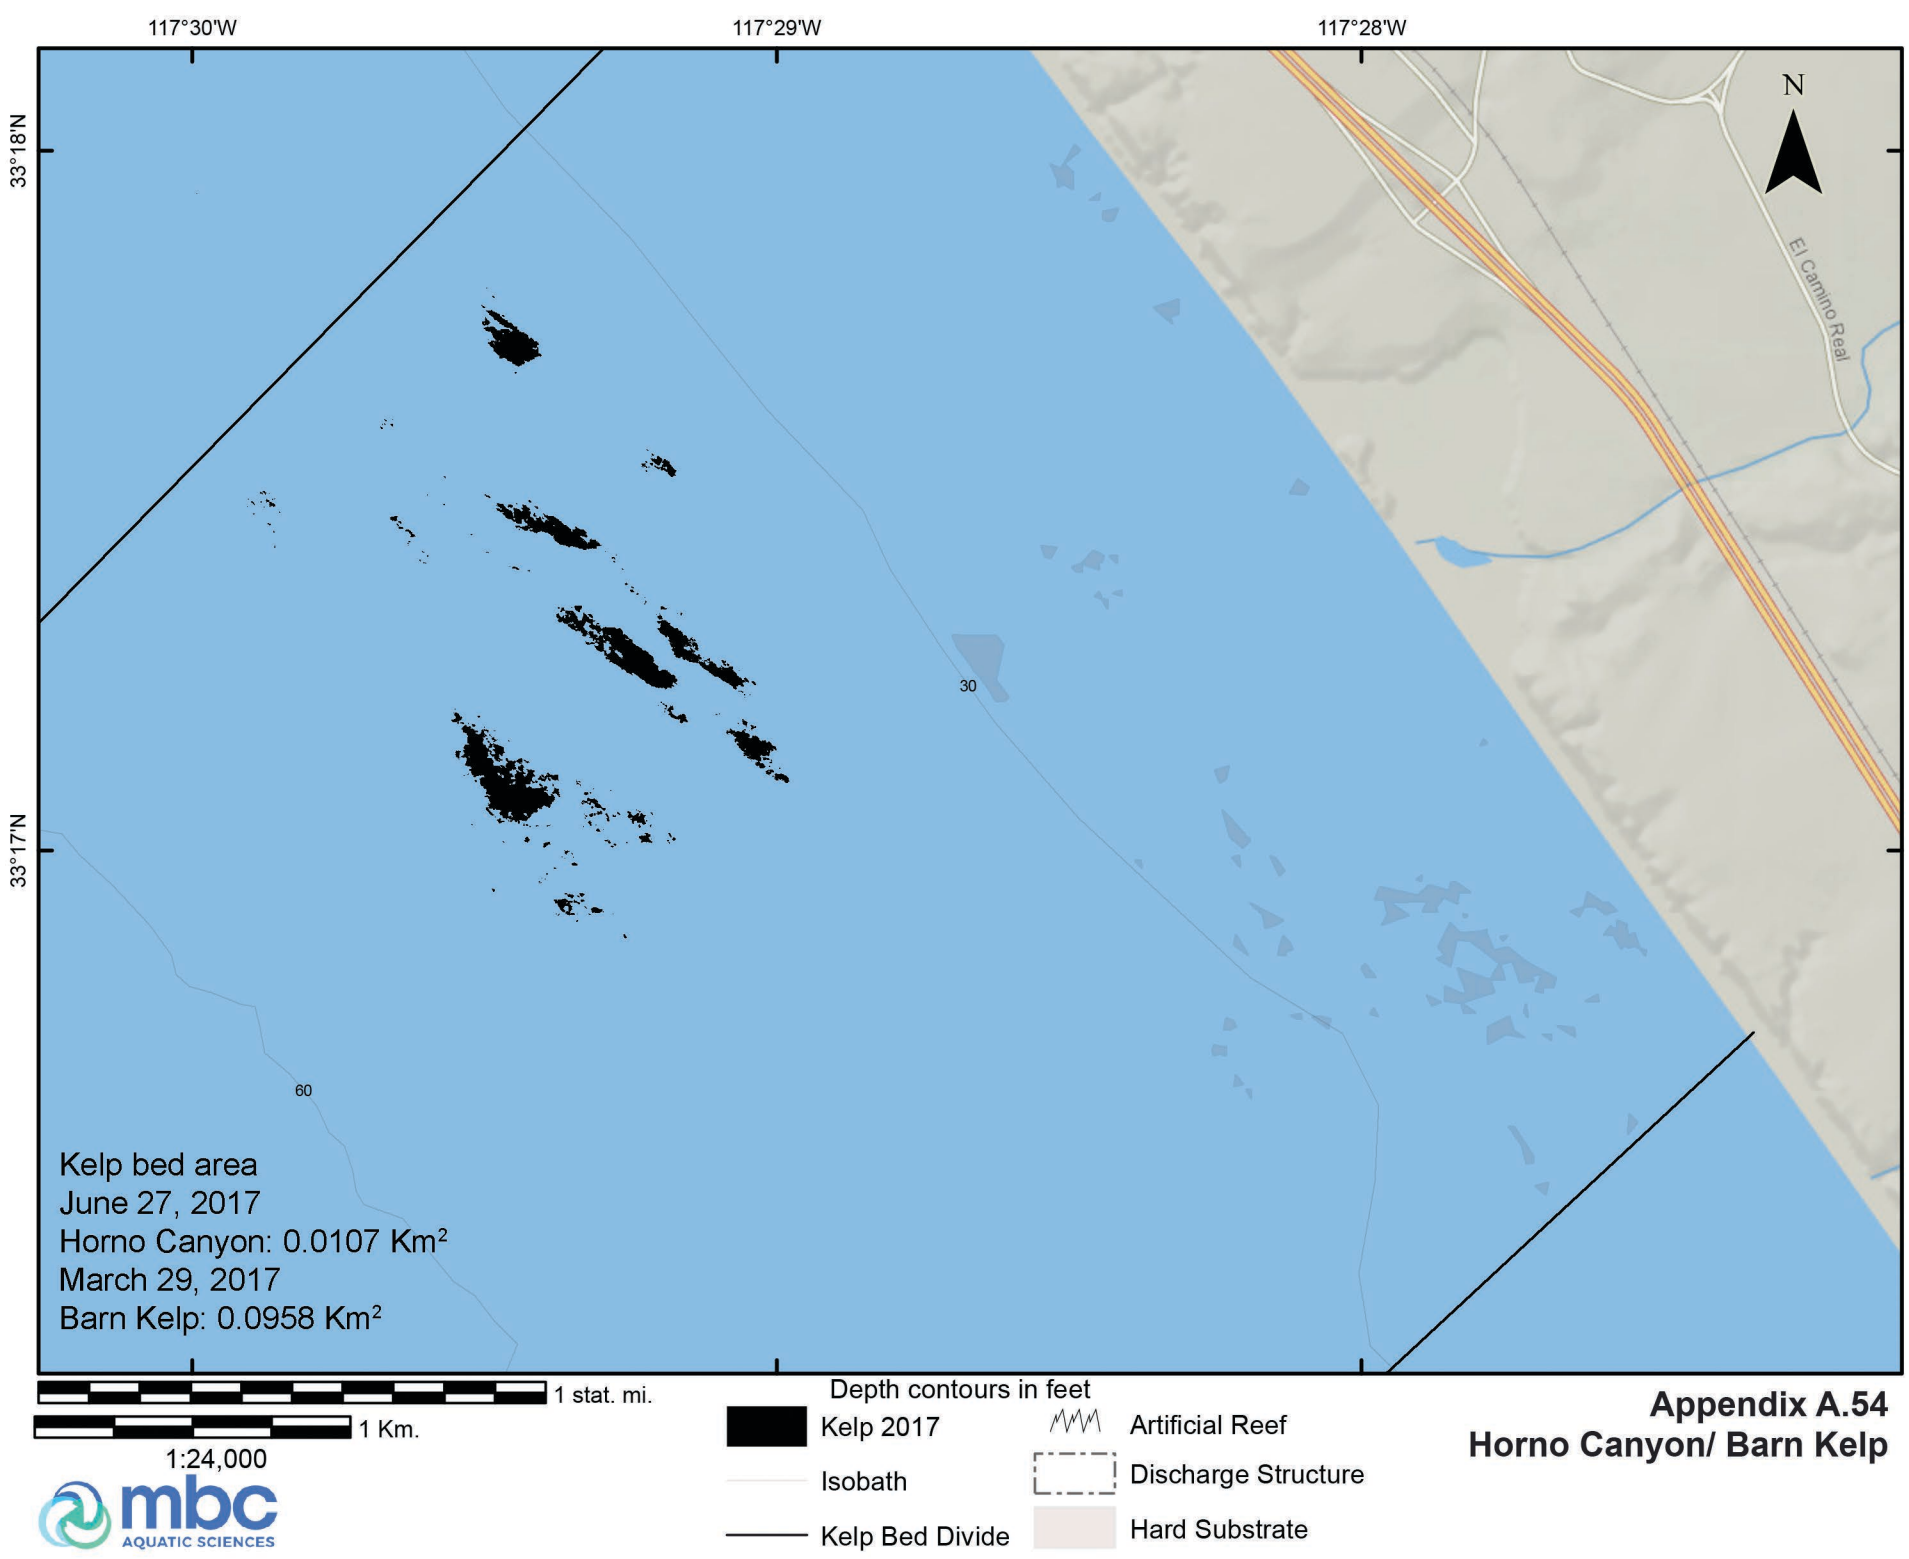 117°30'W
117°29'W
117°28'W
33°18'N
N
El Camino Real
30
33°17'N
60
Kelp bed area
June 27, 2017
Horno Canyon: 0.0107 Km²
March 29, 2017
Barn Kelp: 0.0958 Km²
1 stat. mi.
1 Km.
1:24,000
mbc
AQUATIC SCIENCES
Depth contours in feet
Kelp 2017
Isobath
Kelp Bed Divide
Artificial Reef
Discharge Structure
Hard Substrate
Appendix A.54
Horno Canyon/ Barn Kelp